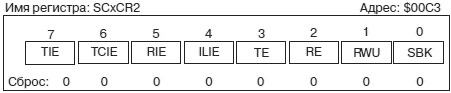 Имя регистра: SCxCR2 Адрес: $00C3
7 6 5 4 3 2 1 0
TIE TCIE RIE ILIE TE RE RWU SBK
Сброс: 0 0 0 0 0 0 0 0